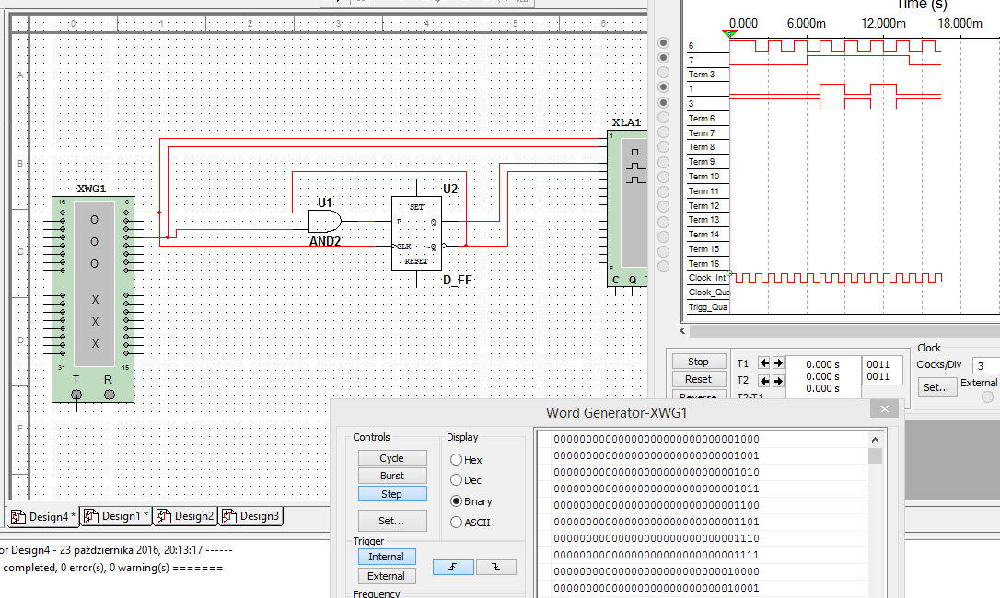 0 1 2 3 4 5 6
A
B
C
D
E
XWG1
16 0
O
O
O
X
X
X
31 15
T R
U1
AND2
U2
SET
D Q
CLK ~Q
RESET
D_FF
XLA1
1
F
C Q
Time (s)
0.000 6.000m 12.000m 18.000m
6
7
Term 3
1
3
Term 6
Term 7
Term 8
Term 9
Term 10
Term 11
Term 12
Term 13
Term 14
Term 15
Term 16
Clock_Int
Clock_Qua
Trigg_Qua
Stop
Reset
Reverse
T1 0.000 s 0011
T2 0.000 s 0011
T2-T1 0.000 s
Clock
Clocks/Div 3
Set... External
Word Generator-XWG1
Controls
Cycle
Burst
Step
Set...
Display
Hex
Dec
Binary
ASCII
Trigger
Internal
External
Frequency
00000000000000000000000000001000
00000000000000000000000000001001
00000000000000000000000000001010
00000000000000000000000000001011
00000000000000000000000000001100
00000000000000000000000000001101
00000000000000000000000000001110
00000000000000000000000000001111
00000000000000000000000000010000
00000000000000000000000000010001
Design4 * Design1 * Design2 Design3
or Design4 - 23 października 2016, 20:13:17 ------
completed, 0 error(s), 0 warning(s) =======